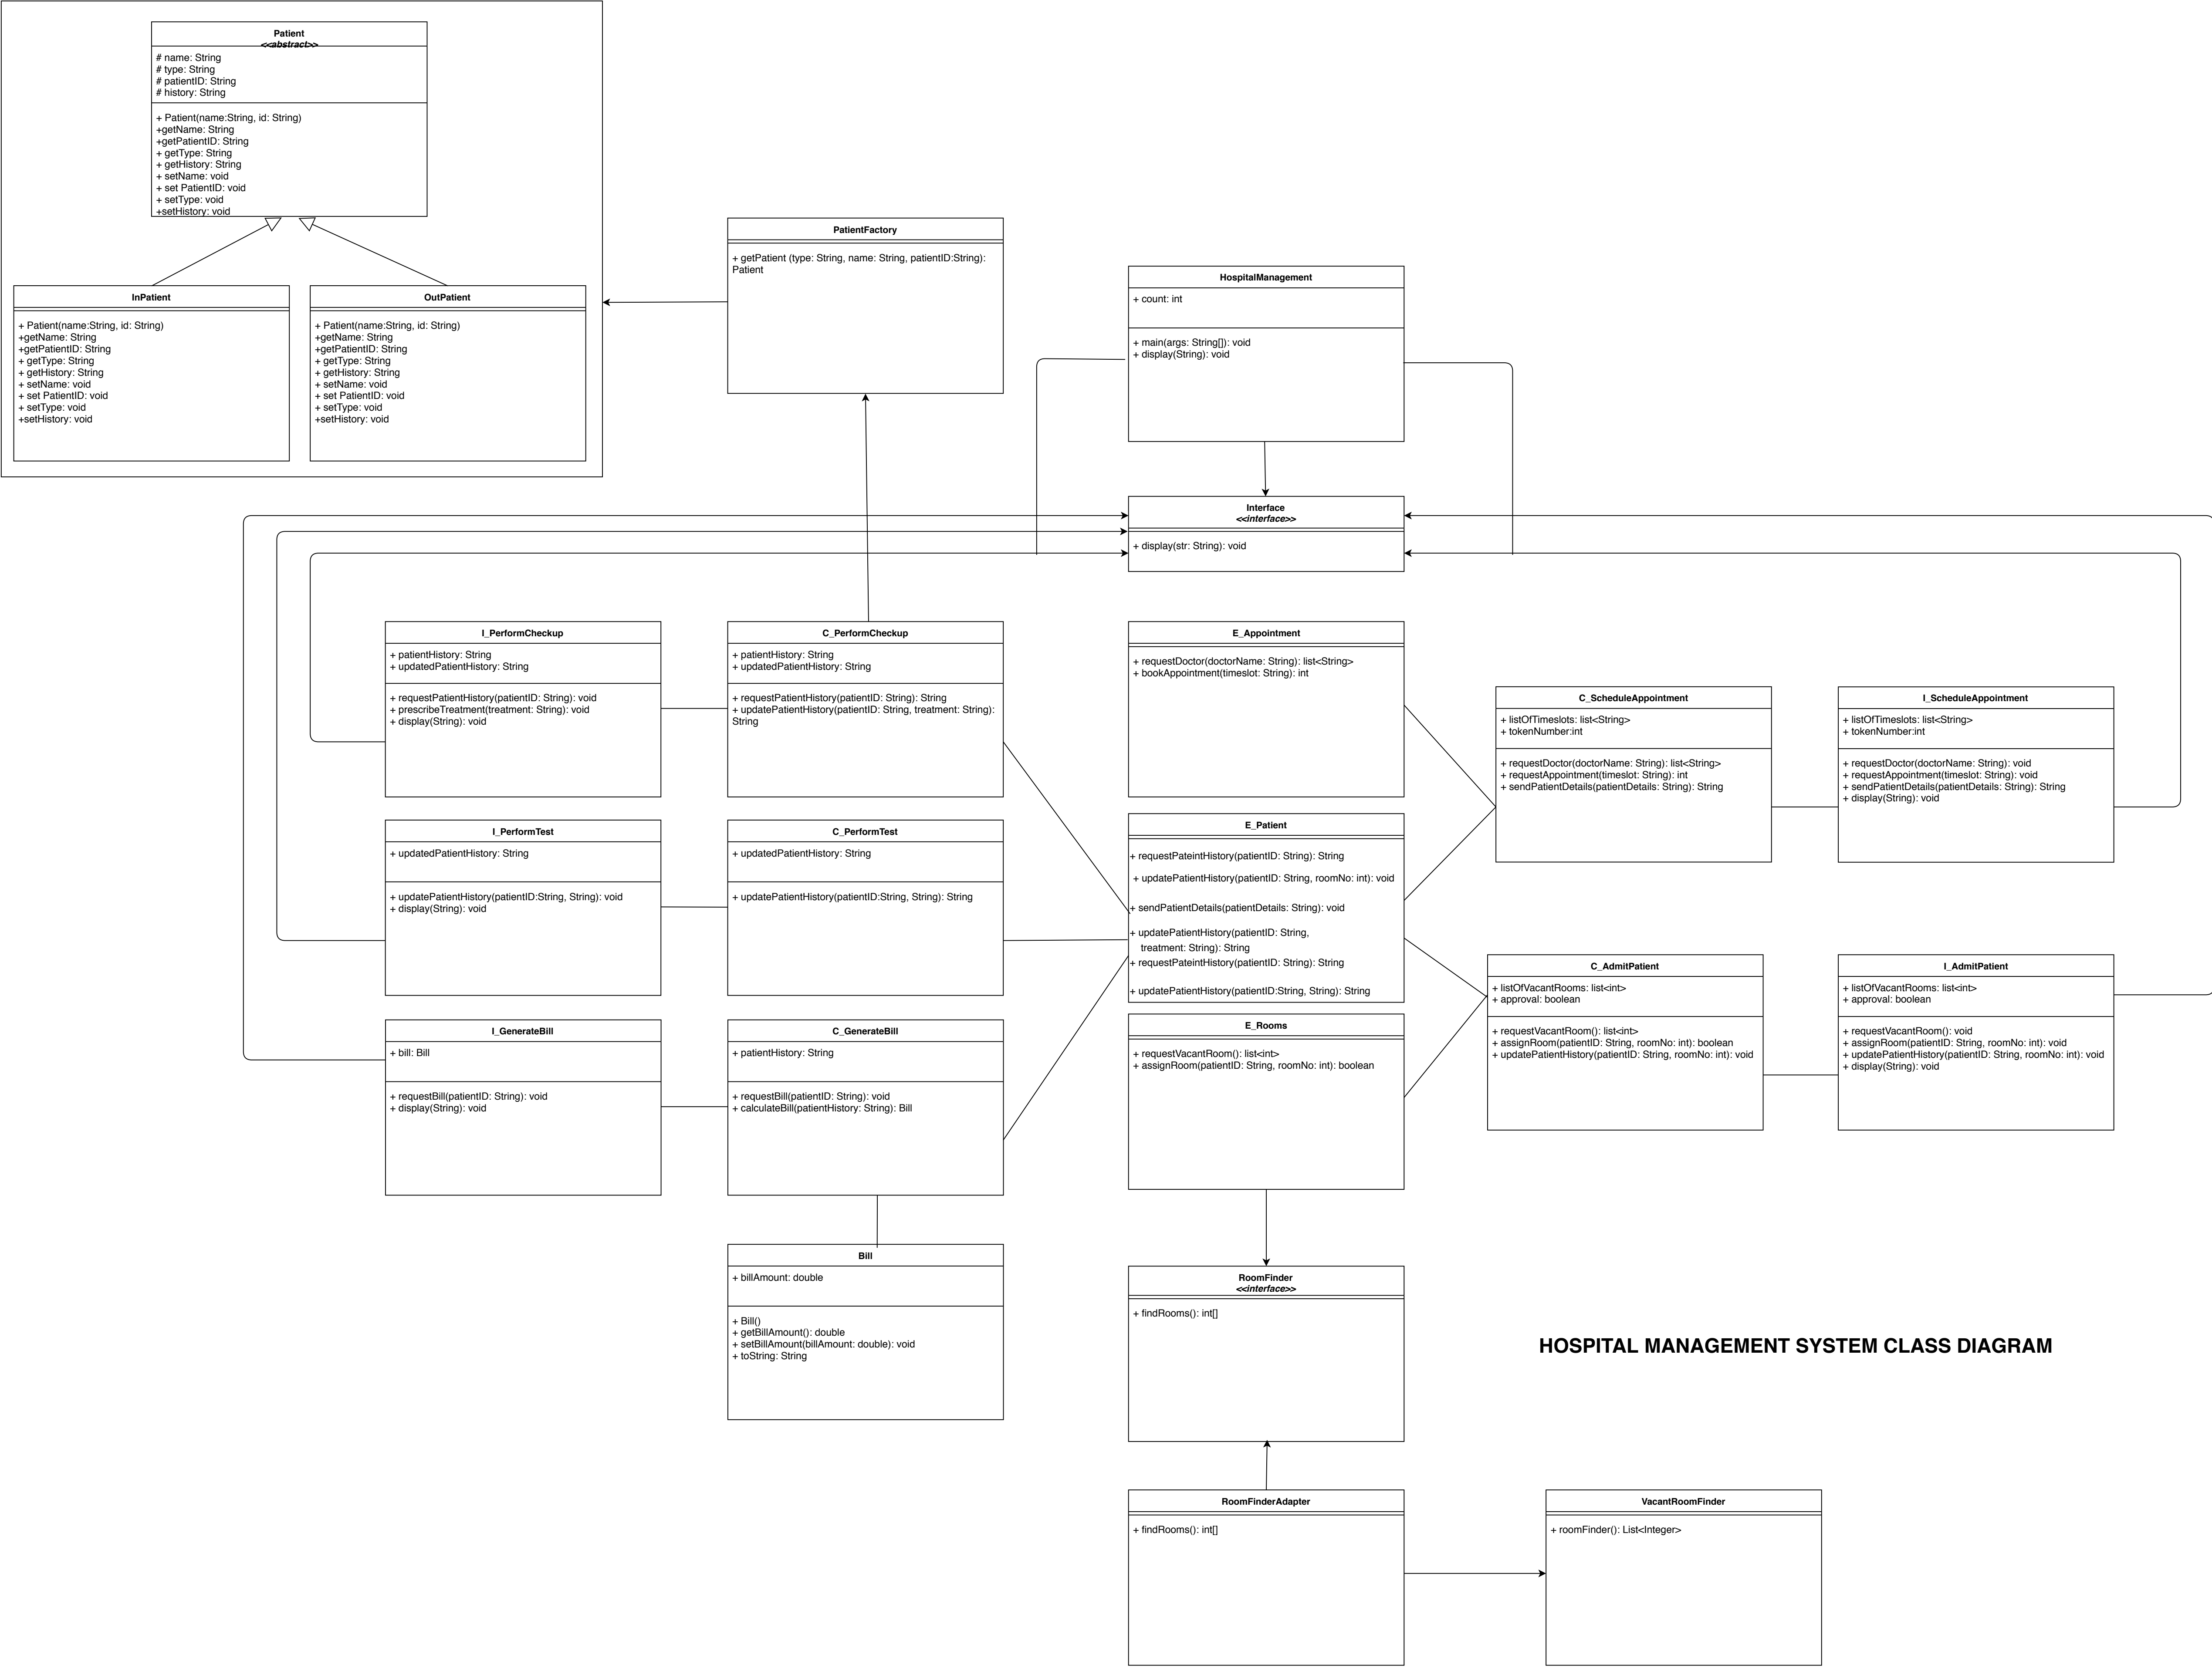 Patient
<<abstract>>
# name: String
# type: String
# patientID: String
# history: String
+ Patient(name:String, id: String)
+getName: String
+getPatientID: String
+ getType: String
+ getHistory: String
+ setName: void
+ set PatientID: void
+ setType: void
+setHistory: void
InPatient
+ Patient(name:String, id: String)
+getName: String
+getPatientID: String
+ getType: String
+ getHistory: String
+ setName: void
+ set PatientID: void
+ setType: void
+setHistory: void
OutPatient
+ Patient(name:String, id: String)
+getName: String
+getPatientID: String
+ getType: String
+ getHistory: String
+ setName: void
+ set PatientID: void
+ setType: void
+setHistory: void
PatientFactory
+ getPatient (type: String, name: String, patientID:String):
Patient
HospitalManagement
+ count: int
+ main(args: String[]): void
+ display(String): void
Interface
<<interface>>
+ display(str: String): void
I_PerformCheckup
+ patientHistory: String
+ updatedPatientHistory: String
+ requestPatientHistory(patientID: String): void
+ prescribeTreatment(treatment: String): void
+ display(String): void
C_PerformCheckup
+ patientHistory: String
+ updatedPatientHistory: String
+ requestPatientHistory(patientID: String): String
+ updatePatientHistory(patientID: String, treatment: String):
String
E_Appointment
+ requestDoctor(doctorName: String): list<String>
+ bookAppointment(timeslot: String): int
C_ScheduleAppointment
+ listOfTimeslots: list<String>
+ tokenNumber:int
+ requestDoctor(doctorName: String): list<String>
+ requestAppointment(timeslot: String): int
+ sendPatientDetails(patientDetails: String): String
I_ScheduleAppointment
+ listOfTimeslots: list<String>
+ tokenNumber:int
+ requestDoctor(doctorName: String): void
+ requestAppointment(timeslot: String): void
+ sendPatientDetails(patientDetails: String): String
+ display(String): void
I_PerformTest
+ updatedPatientHistory: String
+ updatePatientHistory(patientID:String, String): void
+ display(String): void
C_PerformTest
+ updatedPatientHistory: String
+ updatePatientHistory(patientID:String, String): String
E_Patient
+ requestPateintHistory(patientID: String): String
+ updatePatientHistory(patientID: String, roomNo: int): void
+ sendPatientDetails(patientDetails: String): void
+ updatePatientHistory(patientID: String,
treatment: String): String
+ requestPateintHistory(patientID: String): String
+ updatePatientHistory(patientID:String, String): String
C_AdmitPatient
+ listOfVacantRooms: list<int>
+ approval: boolean
+ requestVacantRoom(): list<int>
+ assignRoom(patientID: String, roomNo: int): boolean
+ updatePatientHistory(patientID: String, roomNo: int): void
I_AdmitPatient
+ listOfVacantRooms: list<int>
+ approval: boolean
+ requestVacantRoom(): void
+ assignRoom(patientID: String, roomNo: int): void
+ updatePatientHistory(patientID: String, roomNo: int): void
+ display(String): void
I_GenerateBill
+ bill: Bill
+ requestBill(patientID: String): void
+ display(String): void
C_GenerateBill
+ patientHistory: String
+ requestBill(patientID: String): void
+ calculateBill(patientHistory: String): Bill
E_Rooms
+ requestVacantRoom(): list<int>
+ assignRoom(patientID: String, roomNo: int): boolean
Bill
+ billAmount: double
+ Bill()
+ getBillAmount(): double
+ setBillAmount(billAmount: double): void
+ toString: String
RoomFinder
<<interface>>
+ findRooms(): int[]
HOSPITAL MANAGEMENT SYSTEM CLASS DIAGRAM
RoomFinderAdapter
+ findRooms(): int[]
VacantRoomFinder
+ roomFinder(): List<Integer>